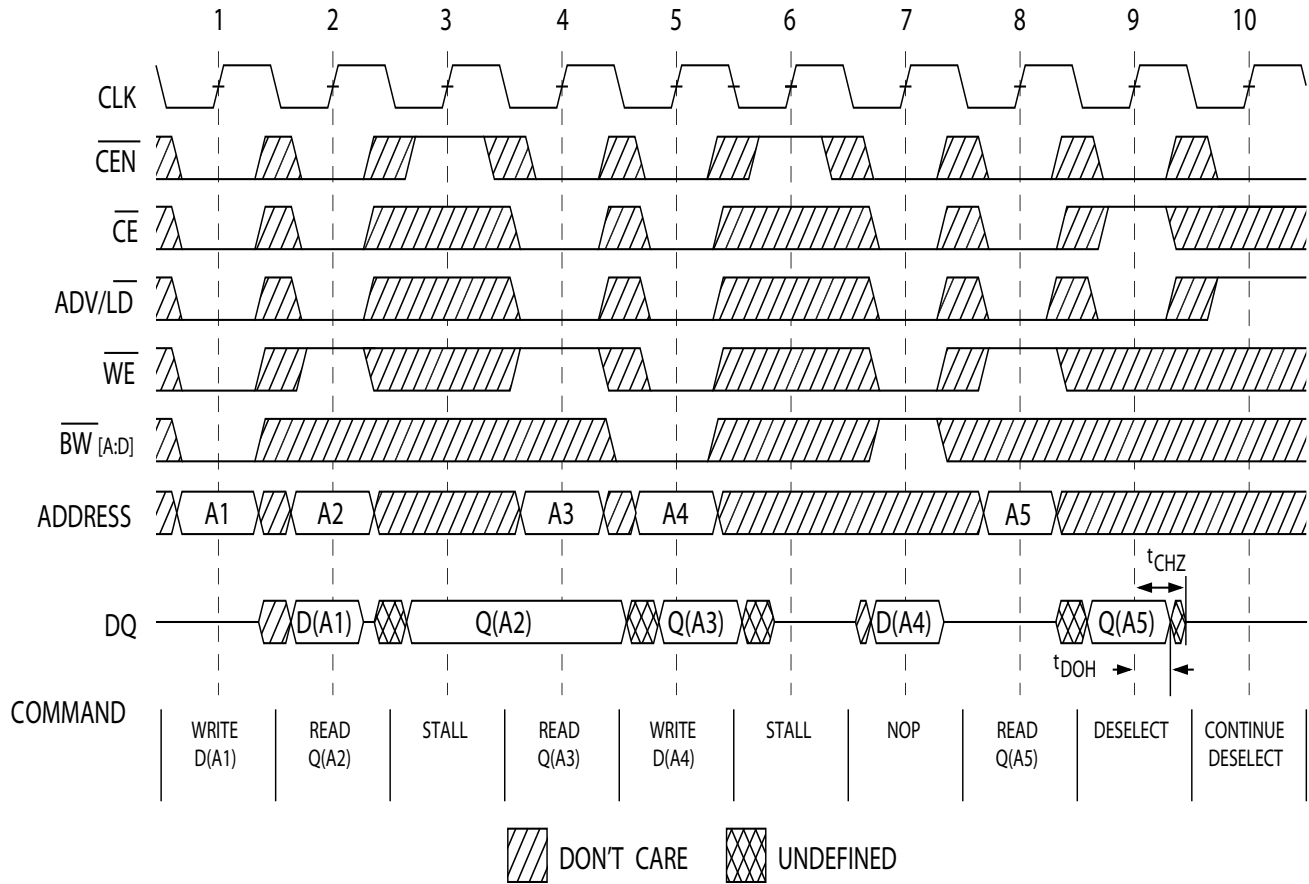 1 2 3 4 5 6 7 8 9 10
CLK
CEN
CE
ADV/LD
WE
BW [A:D]
ADDRESS A1 A2 A3 A4 A5
tCHZ
DQ D(A1) Q(A2) Q(A3) D(A4) Q(A5)
tDOH
COMMAND
WRITE READ STALL READ WRITE STALL NOP READ DESELECT CONTINUE
D(A1) Q(A2) Q(A3) D(A4) Q(A5) DESELECT
DON'T CARE UNDEFINED